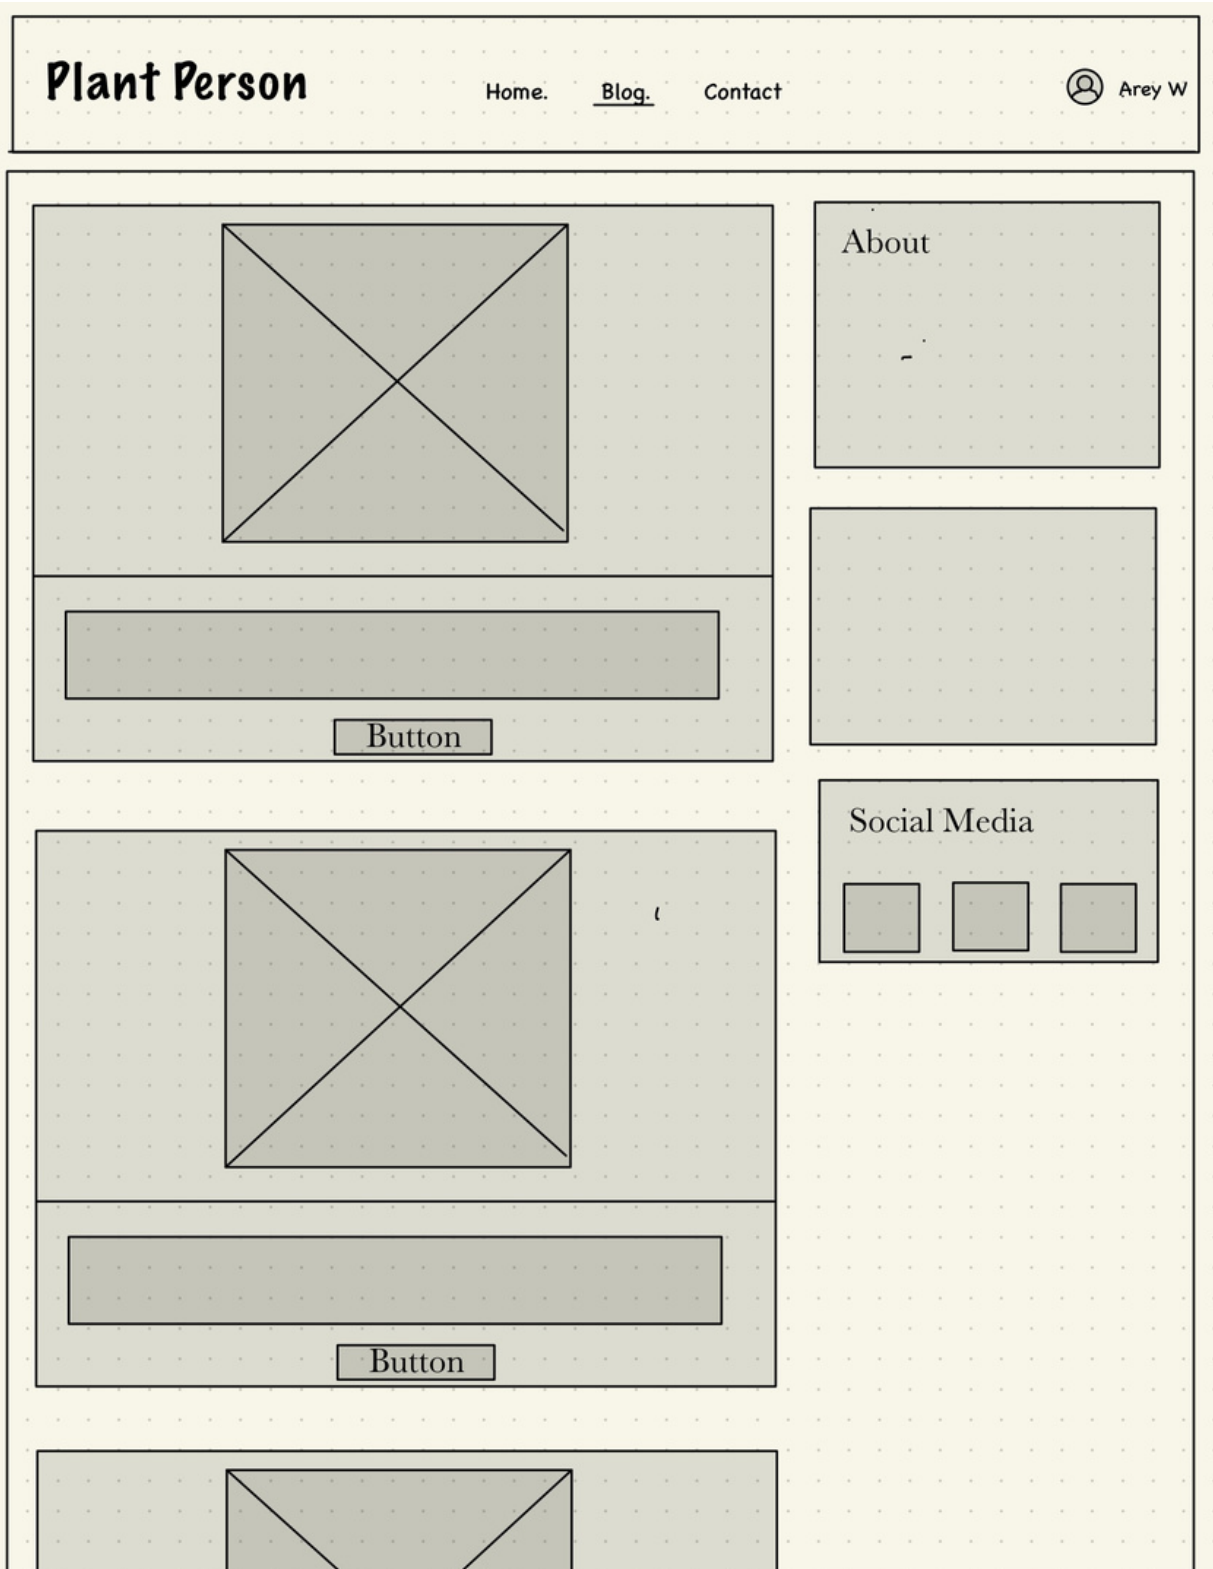 Plant Person
Home. Blog. Contact
Arey W
About
Button
Social Media
Button